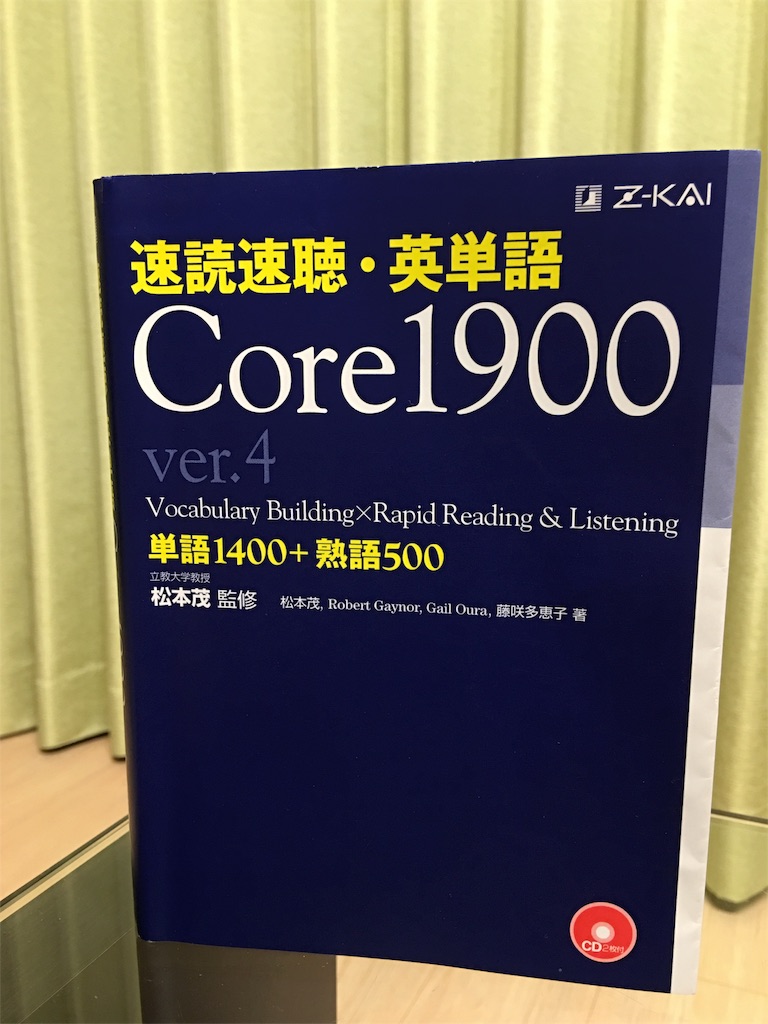 Z-KAI
速読速聴・英単語
Core1900
ver.4
Vocabulary Building×Rapid Reading & Listening
単語1400+熟語500
立教大学教授
松本茂 監修 松本茂, Robert Gaynor, Gail Oura, 藤咲多恵子 著
CD2枚付